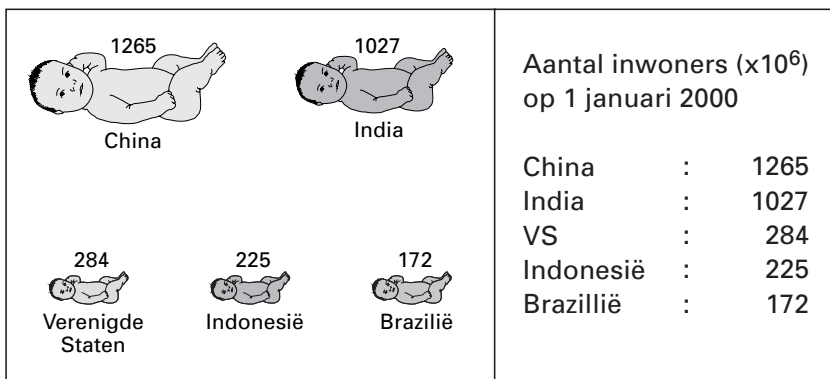 1265
China
1027
India
284
Verenigde
Staten
225
Indonesië
172
Brazilië
Aantal inwoners (x10⁶)
op 1 januari 2000
China : 1265
India : 1027
VS : 284
Indonesië : 225
Brazillië : 172